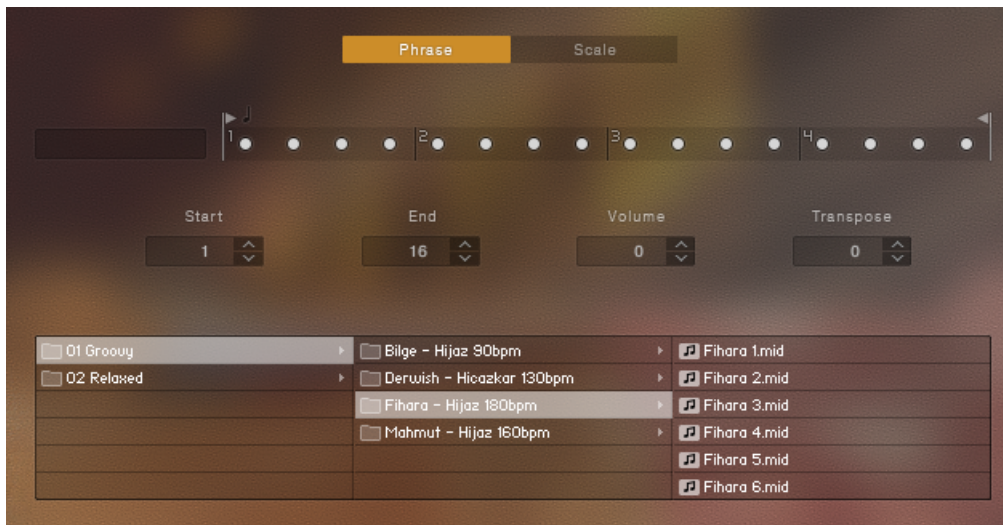 Phrase Scale
1 2 3 4
Start End Volume Transpose
1 16 0 0
01 Groovy Bilge - Hijaz 90bpm Fihara 1.mid
02 Relaxed Derwish - Hicazkar 130bpm Fihara 2.mid
Fihara - Hijaz 180bpm Fihara 3.mid
Mahmut - Hijaz 160bpm Fihara 4.mid
Fihara 5.mid
Fihara 6.mid